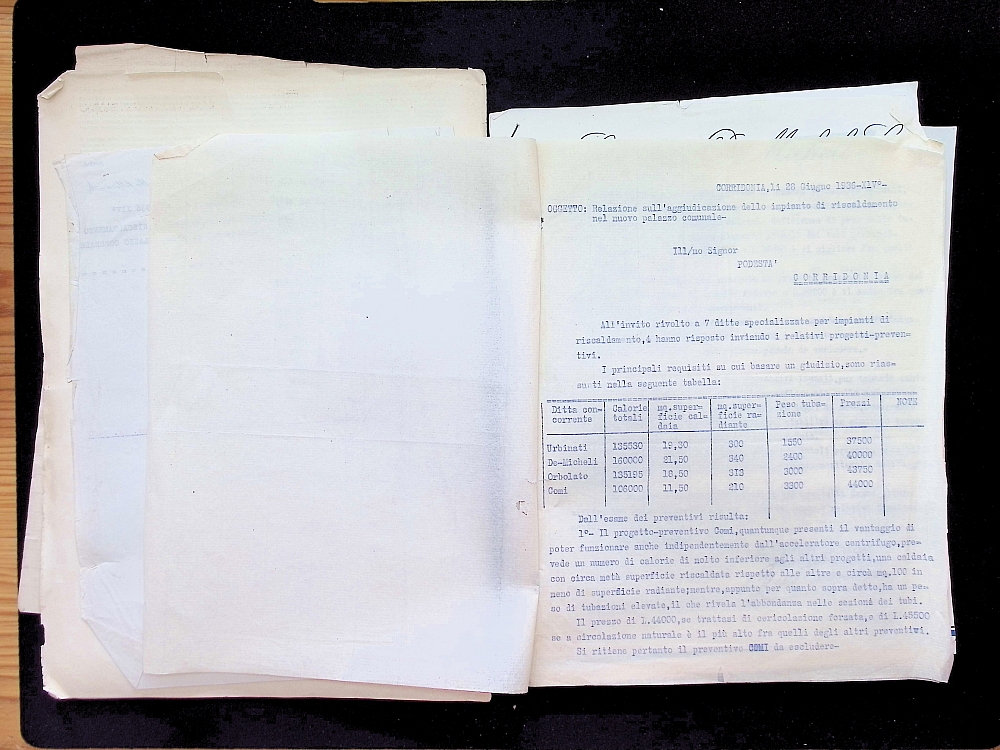 CORRIDONIA,li 28 Giugno 1936-XIV°-
OGGETTO: Relazione sull'aggiudicazione dello impianto di riscaldamento
nel nuovo palazzo comunale-
Ill/mo Signor
PODESTA'
CORRIDONIA
All'invito rivolto a 7 ditte specializzate per impianti di
riscaldamento,4 hanno risposto inviando i relativi progetti-preven=
tivi.
I principali requisiti su cui basare un giudizio,sono rias=
sunti nella seguente tabella:
Ditta con= Calorie mq.super= mq.super= Peso tuba= Prezzi NOTE
corrente totali ficie cal= ficie ra= zione
daia diante
Urbinati 135530 19,30 300 1550 37500
De-Micheli 160000 21,50 340 2400 40000
Orbolato 135195 18,50 313 3000 43750
Comi 106000 11,50 210 3300 44000
Dall'esame dei preventivi risulta:
1°- Il progetto-preventivo Comi,quantunque presenti il vantaggio di
poter funzionare anche indipendentemente dall'acceleratore centrifugo,pre=
vede un numero di calorie di molto inferiore agli altri progetti,una caldaia
con circa metà superficie riscaldata rispetto alle altre e circa mq.100 in
meno di superficie radiante;mentre,appunto per quanto sopra detto,ha un pe=
so di tubazioni elevato,il che rivela l'abbondanza nelle sezioni dei tubi.
Il prezzo di L.44000,se trattasi di cericolazione forzata,e di L.45500
se a circolazione naturale è il più alto fra quelli degli altri preventivi.
Si ritiene pertanto il preventivo COMI da escludere-